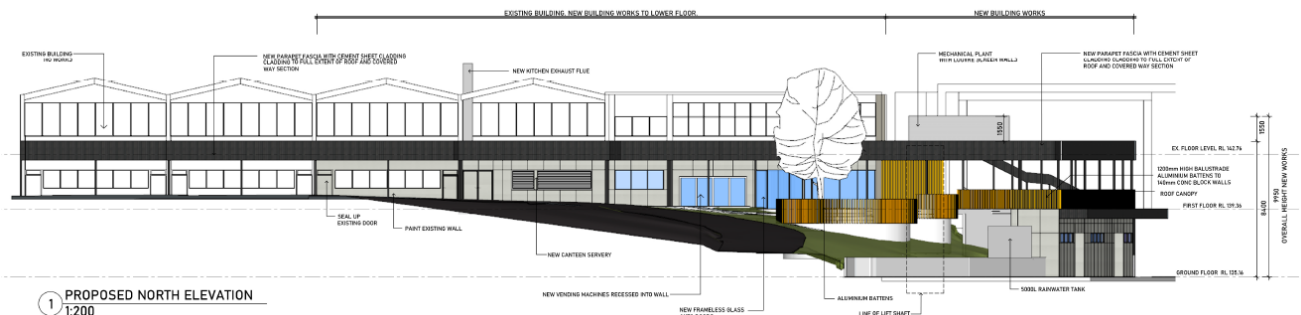 EXISTING BUILDING. NEW BUILDING WORKS TO LOWER FLOOR.
NEW BUILDING WORKS
EXISTING BUILDING
NO WORKS
NEW PARAPET FASCIA WITH CEMENT SHEET CLADDING
CLADDING TO FULL EXTENT OF ROOF AND COVERED
WAY SECTION
NEW KITCHEN EXHAUST FLUE
MECHANICAL PLANT
WITH LOUVRE SCREEN WALLS
NEW PARAPET FASCIA WITH CEMENT SHEET
CLADDING CLADDING TO FULL EXTENT OF
ROOF AND COVERED WAY SECTION
1550
1550
EX. FLOOR LEVEL RL 142.76
1200mm HIGH BALUSTRADE
ALUMINIUM BATTENS TO
140mm CONC BLOCK WALLS
ROOF CANOPY
FIRST FLOOR RL 139.36
8400
9950
OVERALL HEIGHT NEW WORKS
GROUND FLOOR RL 135.16
SEAL UP
EXISTING DOOR
PAINT EXISTING WALL
NEW CANTEEN SERVERY
NEW VENDING MACHINES RECESSED INTO WALL
NEW FRAMELESS GLASS
ALUMINIUM BATTENS
LINE OF LIFT SHAFT
5000L RAINWATER TANK
1 PROPOSED NORTH ELEVATION
1:200